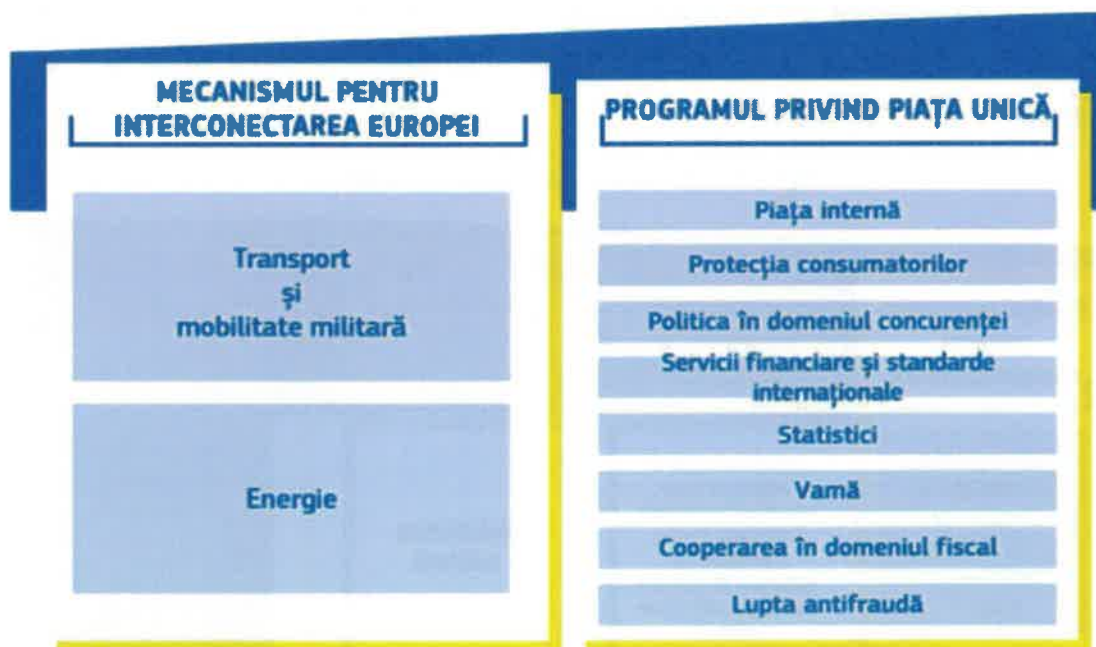 MECANISMUL PENTRU
INTERCONECTAREA EUROPEI
Transport
și
mobilitate militară
Energie
PROGRAMUL PRIVIND PIAȚA UNICĂ
Piața internă
Protecția consumatorilor
Politica în domeniul concurenței
Servicii financiare și standarde
internaționale
Statistici
Vamă
Cooperarea în domeniul fiscal
Lupta antifraudă